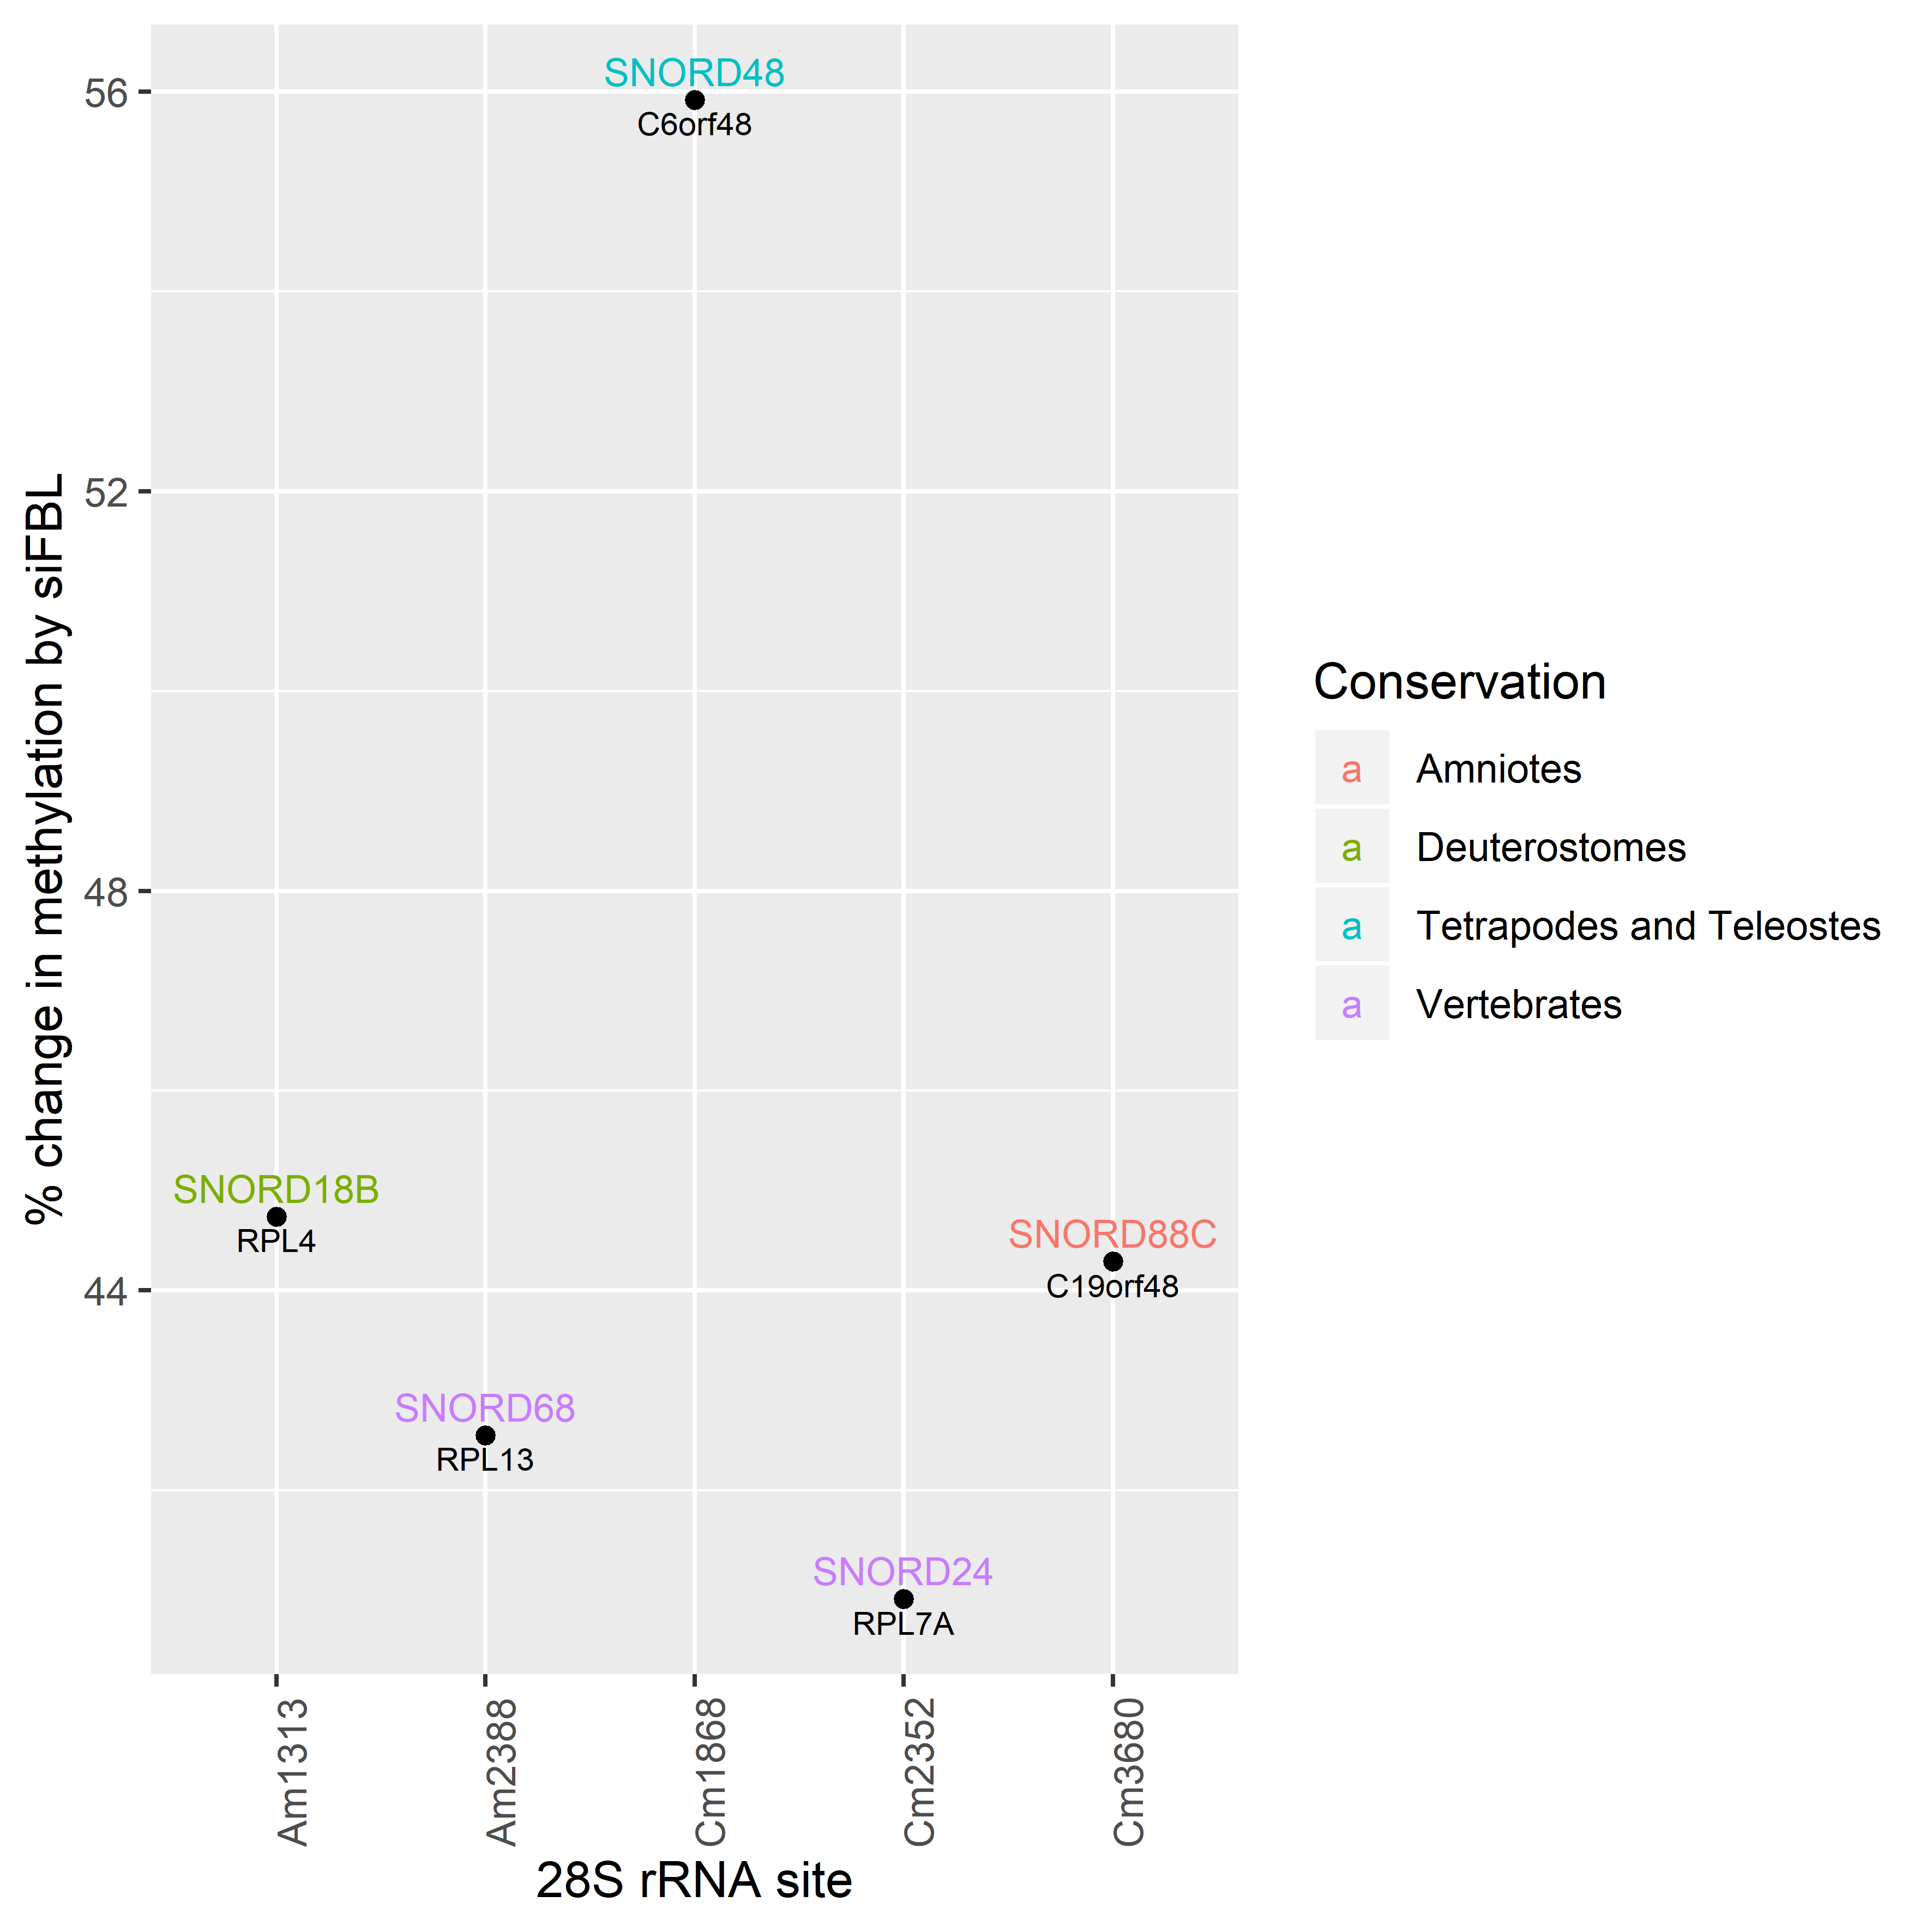 SNORD48
56
C6orf48
52
48
44
% change in methylation by siFBL
SNORD18B
RPL4
SNORD88C
C19orf48
SNORD68
RPL13
SNORD24
RPL7A
Am1313
Am2388
Cm1868
Cm2352
Cm3680
28S rRNA site
Conservation
a Amniotes
a Deuterostomes
a Tetrapodes and Teleostes
a Vertebrates